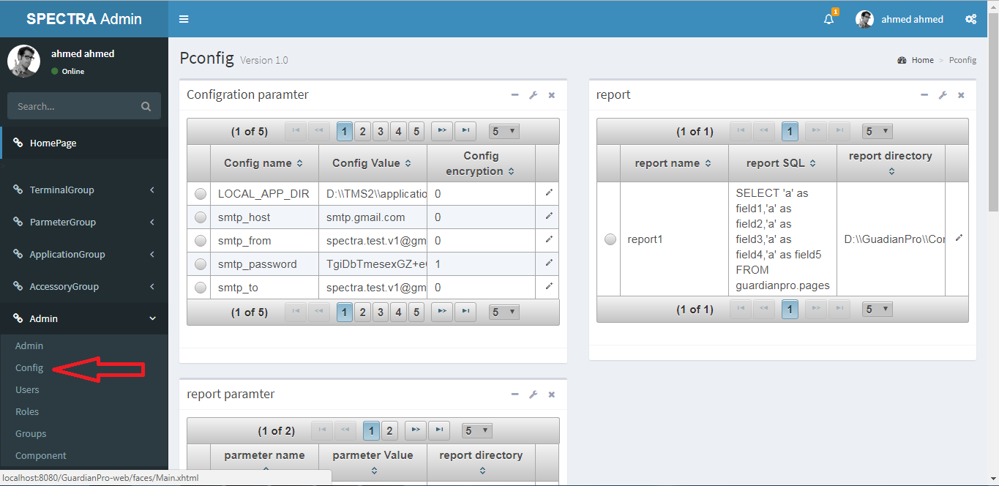 SPECTRA Admin
1
ahmed ahmed
ahmed ahmed
Online
Search...
HomePage
TerminalGroup
ParmeterGroup
ApplicationGroup
AccessoryGroup
Admin
Admin
Config
Users
Roles
Groups
Component
localhost:8080/GuardianPro-web/faces/Main.xhtml
Pconfig Version 1.0
Home > Pconfig
Configration paramter
(1 of 5) 1 2 3 4 5 5
Config name Config Value Config
encryption
LOCAL_APP_DIR D:\\TMS2\\applicatio 0
smtp_host smtp.gmail.com 0
smtp_from spectra.test.v1@gm 0
smtp_password TgiDbTmesexGZ+e 1
smtp_to spectra.test.v1@gm 0
(1 of 5) 1 2 3 4 5 5
report
(1 of 1) 1 5
report name report SQL report directory
report1
SELECT 'a' as
field1,'a' as
field2,'a' as
field3,'a' as
field4,'a' as field5
FROM
guardianpro.pages
D:\\GuadianPro\\Cor
(1 of 1) 1 5
report paramter
(1 of 2) 1 2 5
parmeter name parmeter Value report directory